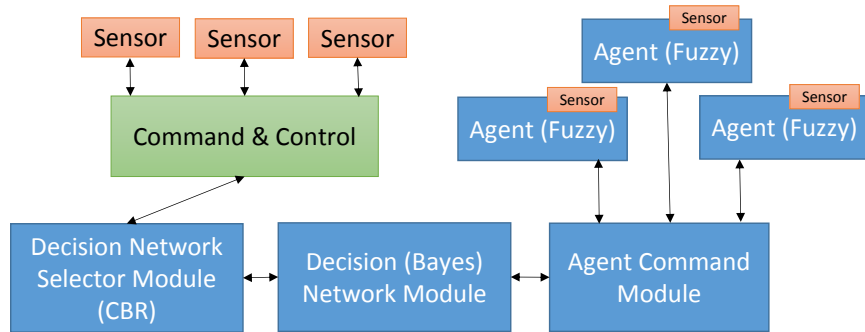 Sensor
Sensor
Sensor
Command & Control
Sensor
Agent (Fuzzy)
Sensor
Agent (Fuzzy)
Sensor
Agent (Fuzzy)
Decision Network
Selector Module
(CBR)
Decision (Bayes)
Network Module
Agent Command
Module